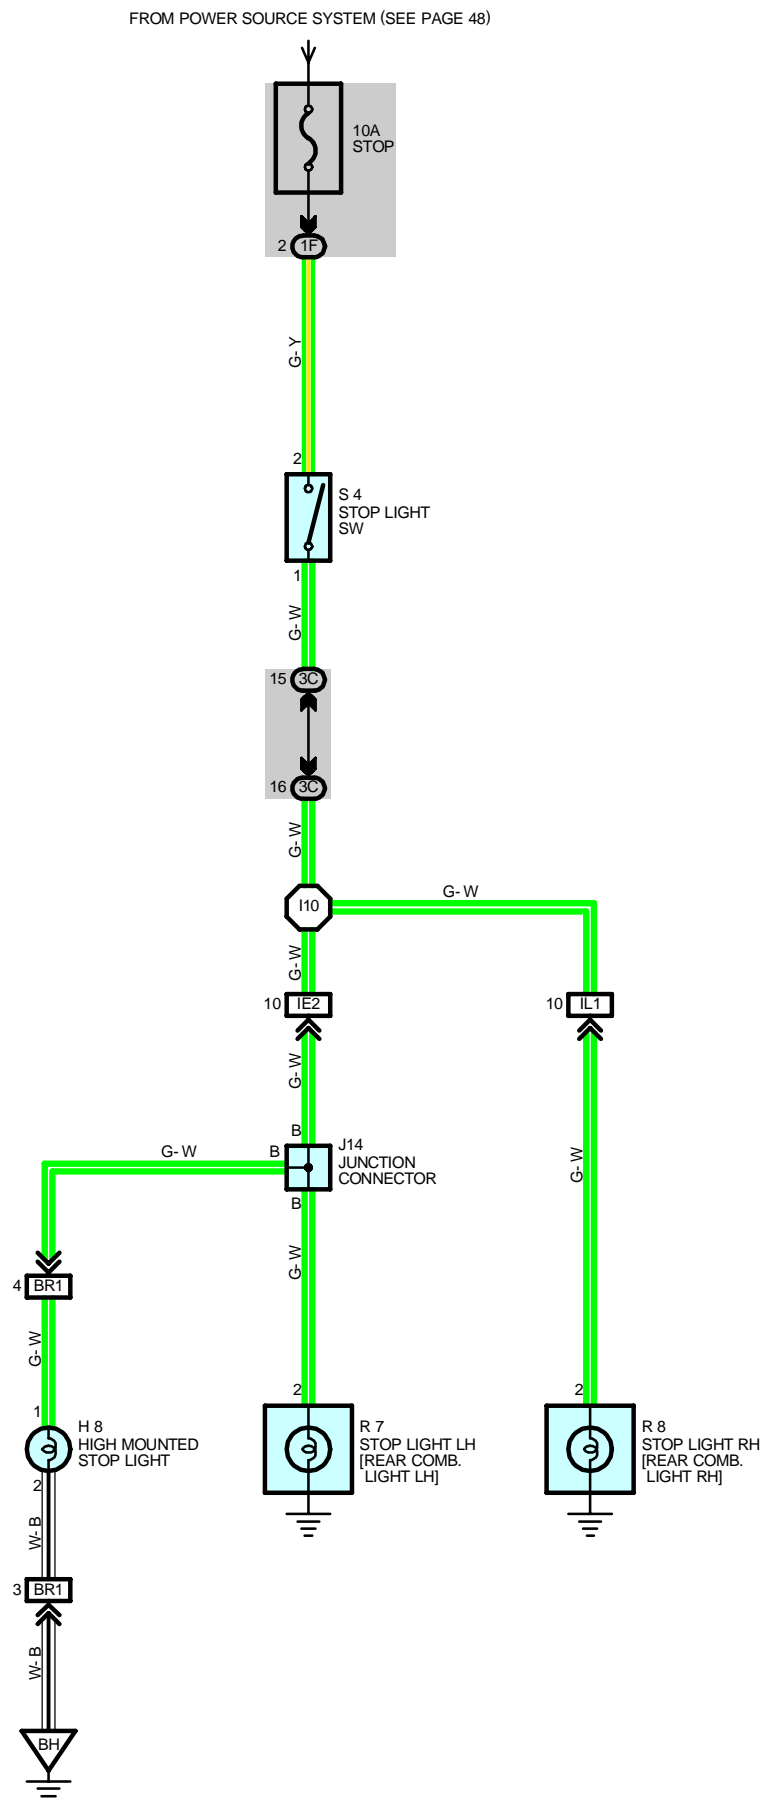 FROM POWER SOURCE SYSTEM (SEE PAGE 48)
10A
STOP
2 1F
G-Y
2
S 4
STOP LIGHT
SW
1
G-W
15 3C
16 3C
G-W
I10
G-W
G-W
10 IE2
10 IL1
G-W
B
J14
JUNCTION
CONNECTOR
B
G-W
B
G-W
G-W
4 BR1
G-W
1
H 8
HIGH MOUNTED
STOP LIGHT
2
2
R 7
STOP LIGHT LH
[REAR COMB.
LIGHT LH]
2
R 8
STOP LIGHT RH
[REAR COMB.
LIGHT RH]
W-B
3 BR1
W-B
BH